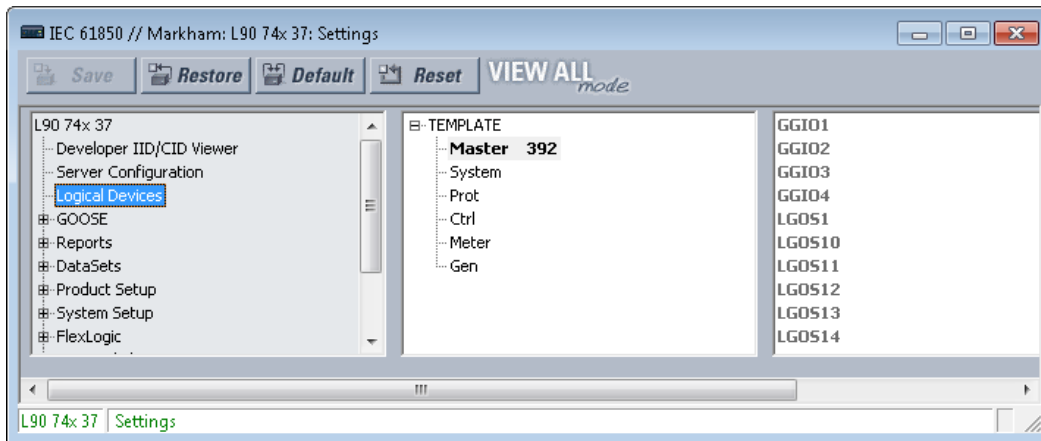 IEC 61850 // Markham: L90 74x 37: Settings
Save Restore Default Reset VIEW ALL mode
L90 74x 37
Developer IID/CID Viewer
Server Configuration
Logical Devices
GOOSE
Reports
DataSets
Product Setup
System Setup
FlexLogic
TEMPLATE
Master 392
System
Prot
Ctrl
Meter
Gen
GGIO1
GGIO2
GGIO3
GGIO4
LGOS1
LGOS10
LGOS11
LGOS12
LGOS13
LGOS14
L90 74x 37 Settings